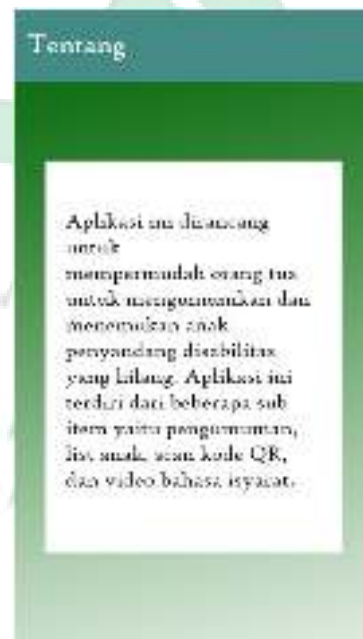 Tentang
Aplikasi ini dirancang
untuk
mempermudah orang tua
untuk mengumumkan dan
menemukan anak
penyandang disabilitas
yang hilang. Aplikasi ini
terdiri dari beberapa sub
item yaitu pengumuman,
list anak, scan kode QR,
dan video bahasa isyarat.